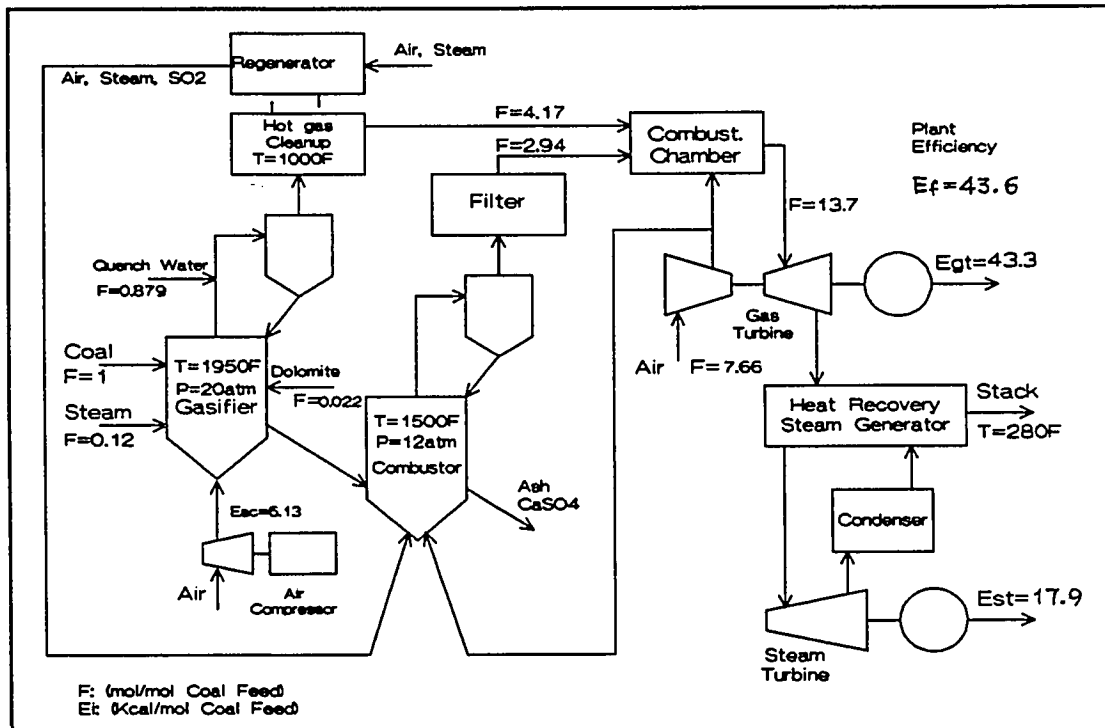 Regenerator
Air, Steam
Air, Steam, SO2
Hot gas
Cleanup
T=1000F
F=4.17
F=2.94
Combust.
Chamber
Plant
Efficiency
Ef=43.6
Filter
F=13.7
Quench Water
F=0.879
Egt=43.3
Gas
Turbine
Air
F=7.66
Coal
F=1
T=1950F
P=20atm
Gasifier
Dolomite
F=0.022
Steam
F=0.12
T=1500F
P=12atm
Combustor
Heat Recovery
Steam Generator
Stack
T=280F
Ash
CaSO4
Eac=6.13
Condenser
Air
Air
Compressor
Est=17.9
Steam
Turbine
F: (mol/mol Coal Feed)
Ei: (Kcal/mol Coal Feed)